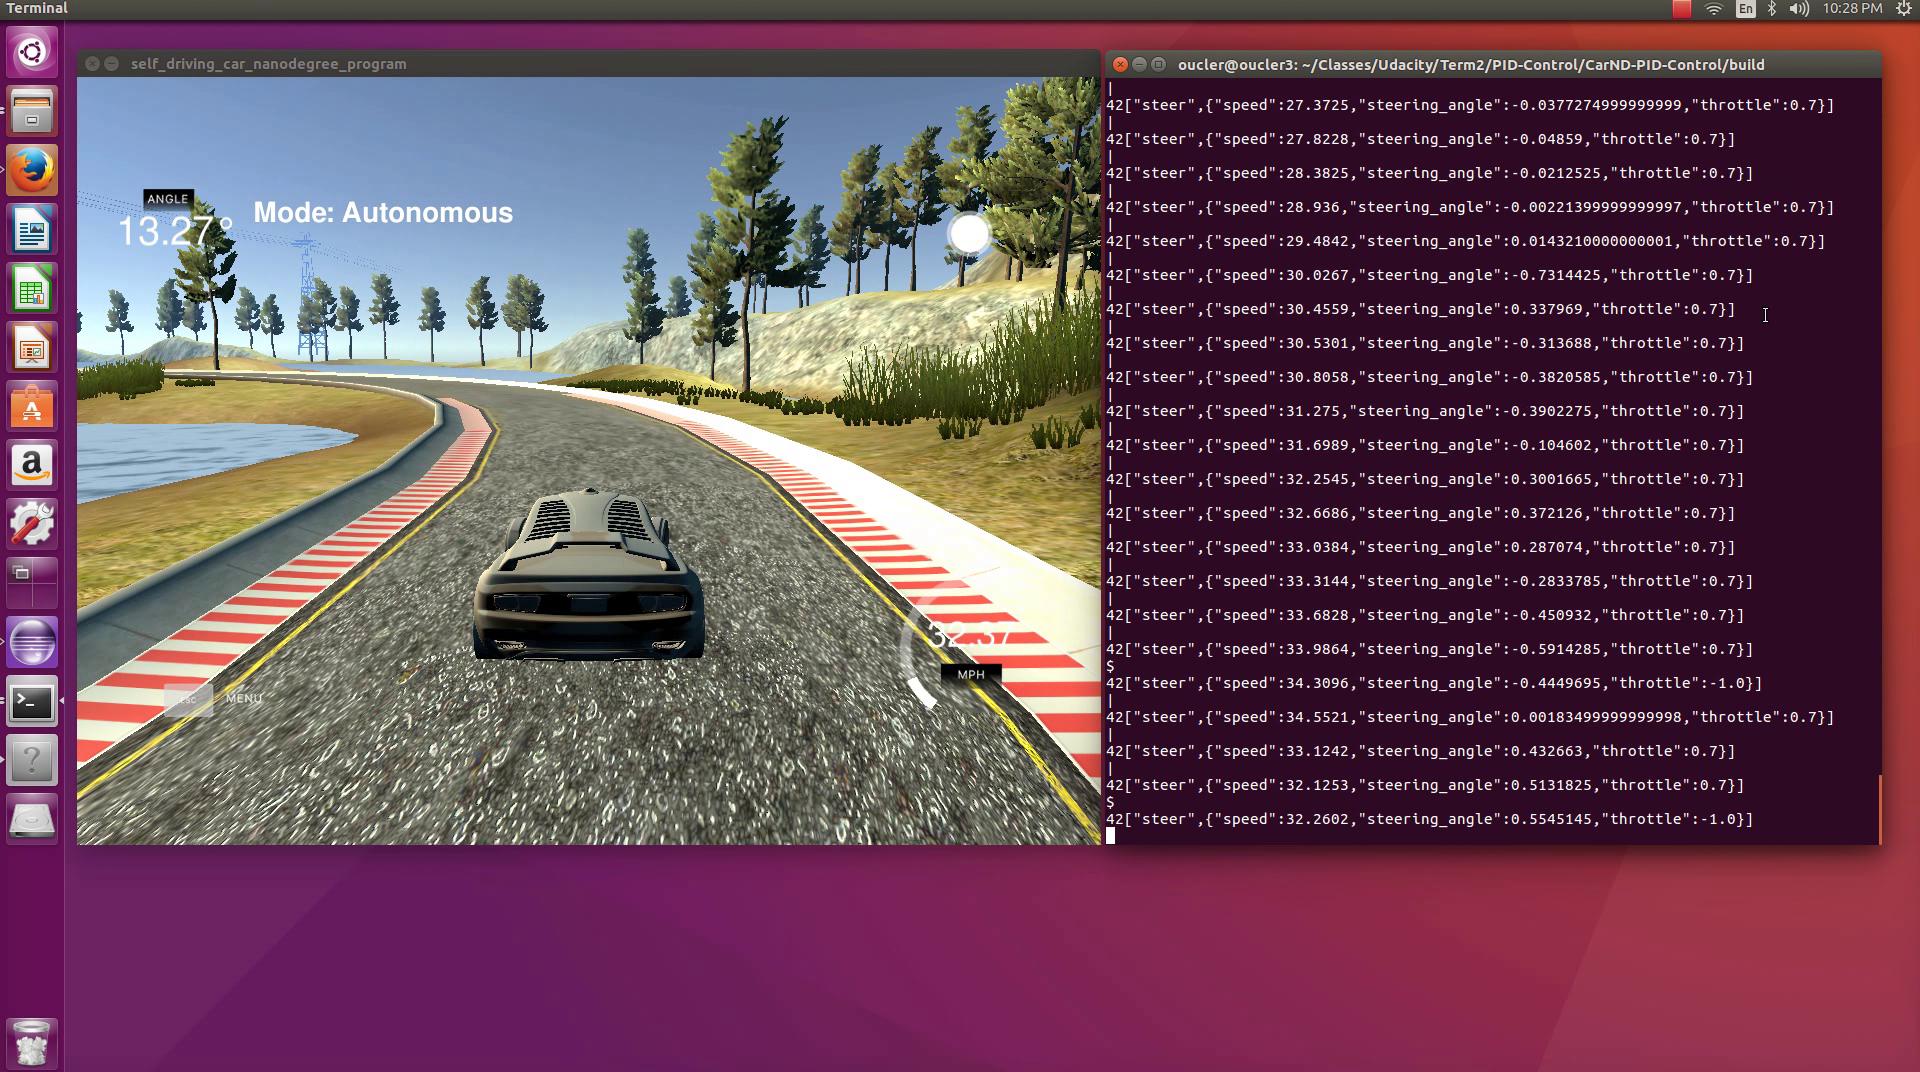 Terminal
En
10:28 PM
self_driving_car_nanodegree_program
ANGLE
13.27°
Mode: Autonomous
32.37
MPH
esc
MENU
a
oucler@oucler3: ~/Classes/Udacity/Term2/PID-Control/CarND-PID-Control/build
|
42["steer",{"speed":27.3725,"steering_angle":-0.0377274999999999,"throttle":0.7}]
|
42["steer",{"speed":27.8228,"steering_angle":-0.04859,"throttle":0.7}]
|
42["steer",{"speed":28.3825,"steering_angle":-0.0212525,"throttle":0.7}]
|
42["steer",{"speed":28.936,"steering_angle":-0.00221399999999997,"throttle":0.7}]
|
42["steer",{"speed":29.4842,"steering_angle":0.0143210000000001,"throttle":0.7}]
|
42["steer",{"speed":30.0267,"steering_angle":-0.7314425,"throttle":0.7}]
|
42["steer",{"speed":30.4559,"steering_angle":0.337969,"throttle":0.7}]
|
42["steer",{"speed":30.5301,"steering_angle":-0.313688,"throttle":0.7}]
|
42["steer",{"speed":30.8058,"steering_angle":-0.3820585,"throttle":0.7}]
|
42["steer",{"speed":31.275,"steering_angle":-0.3902275,"throttle":0.7}]
|
42["steer",{"speed":31.6989,"steering_angle":-0.104602,"throttle":0.7}]
|
42["steer",{"speed":32.2545,"steering_angle":0.3001665,"throttle":0.7}]
|
42["steer",{"speed":32.6686,"steering_angle":0.372126,"throttle":0.7}]
|
42["steer",{"speed":33.0384,"steering_angle":0.287074,"throttle":0.7}]
|
42["steer",{"speed":33.3144,"steering_angle":-0.2833785,"throttle":0.7}]
|
42["steer",{"speed":33.6828,"steering_angle":-0.450932,"throttle":0.7}]
|
42["steer",{"speed":33.9864,"steering_angle":-0.5914285,"throttle":0.7}]
$
42["steer",{"speed":34.3096,"steering_angle":-0.4449695,"throttle":-1.0}]
|
42["steer",{"speed":34.5521,"steering_angle":0.00183499999999998,"throttle":0.7}]
|
42["steer",{"speed":33.1242,"steering_angle":0.432663,"throttle":0.7}]
|
42["steer",{"speed":32.1253,"steering_angle":0.5131825,"throttle":0.7}]
$
42["steer",{"speed":32.2602,"steering_angle":0.5545145,"throttle":-1.0}]